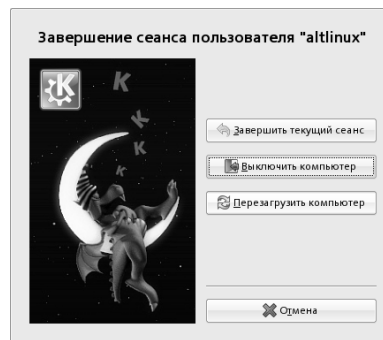 Завершение сеанса пользователя "altlinux"
K
K
K
K
K
Завершить текущий сеанс
Выключить компьютер
Перезагрузить компьютер
Отмена